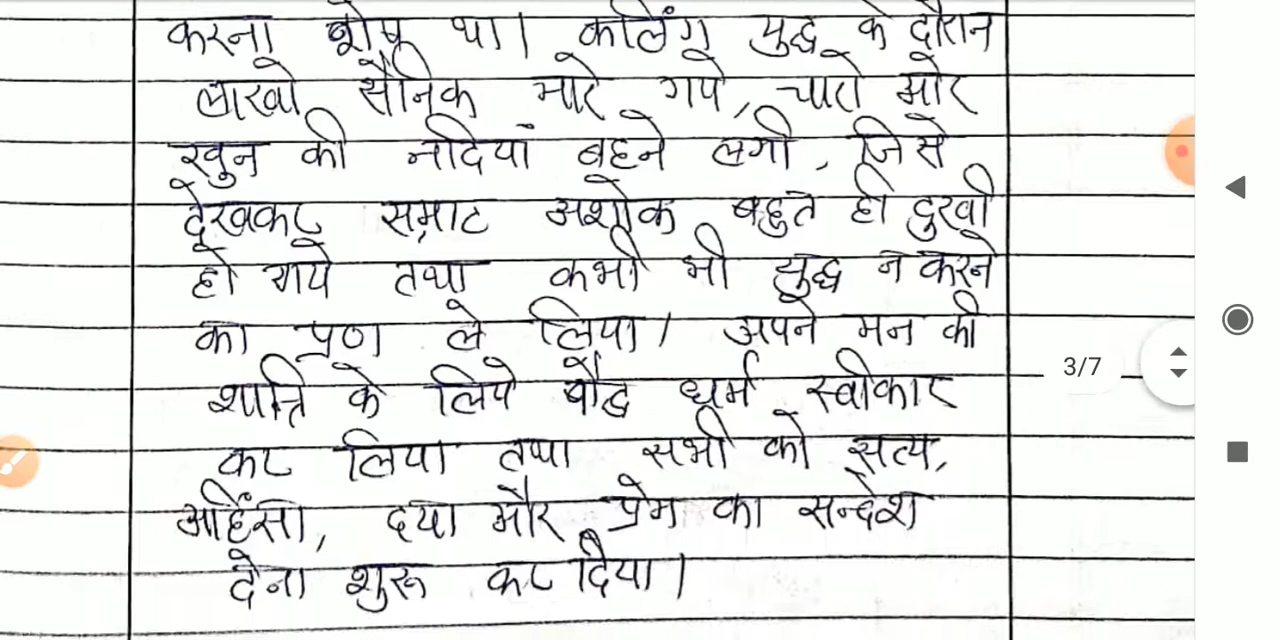 करना शेष था। कलिंग युद्ध के दौरान
लाखो सैनिक मारे गये, चारो ओर
खुन की नदियां बहने लगी, जिसे
देखकर सम्राट अशोक बहुत ही दुखी
हो गये तथा कभी भी युद्ध न करने
का प्रण ले लिया। अपने मन की
3/7
शान्ति के लिये बौद्ध धर्म स्वीकार
कर लिया तथा सभी को सत्य,
अहिंसा, दया और प्रेम का सन्देश
देना शुरू कर दिया।